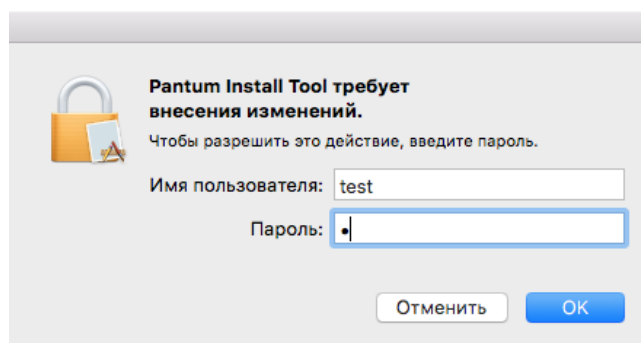 Pantum Install Tool требует
внесения изменений.
Чтобы разрешить это действие, введите пароль.
Имя пользователя: test
Пароль: •
Отменить OK